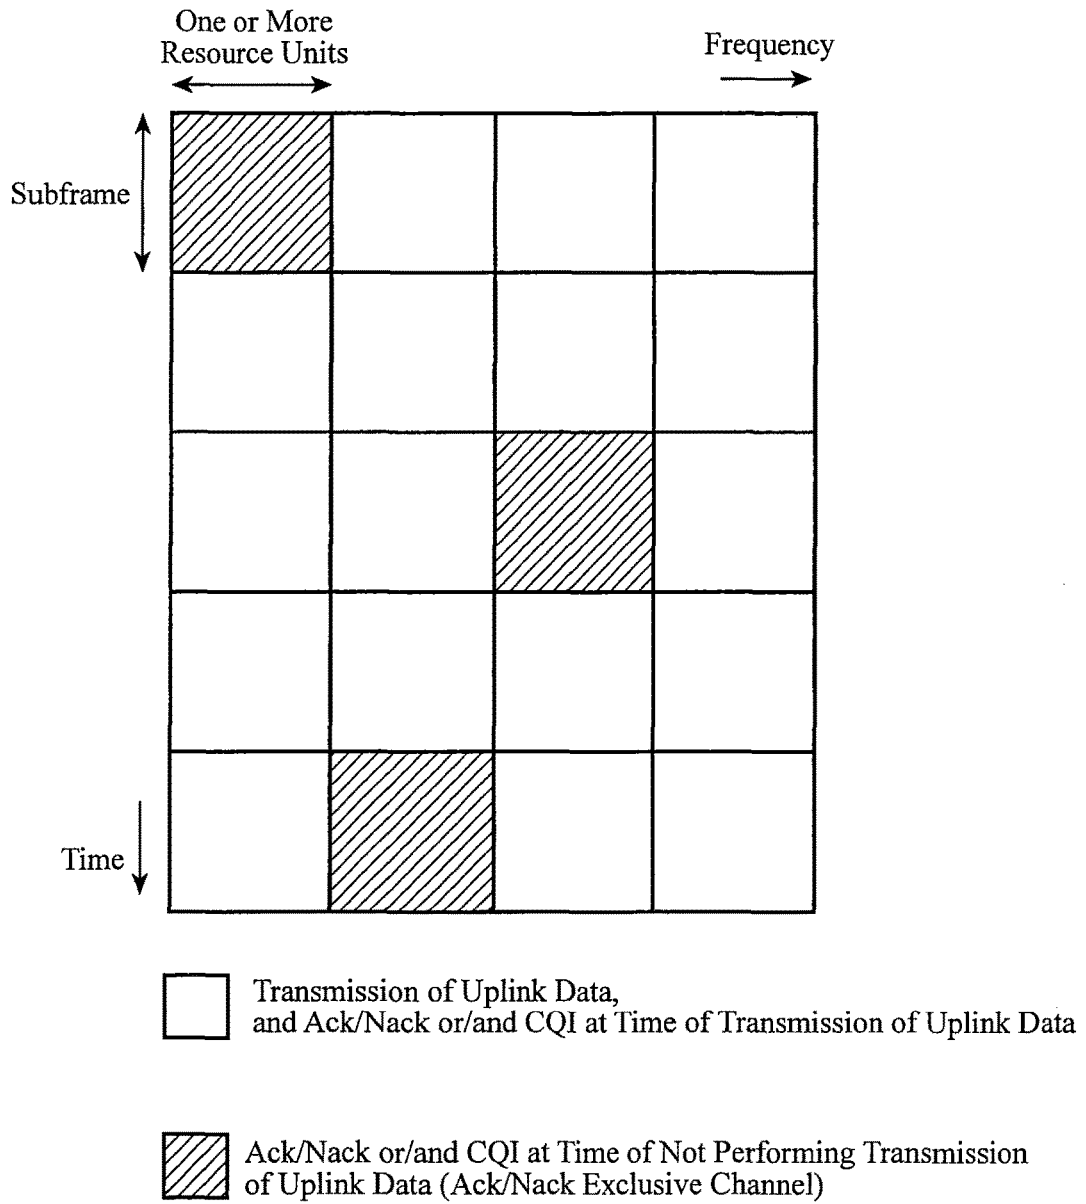 One or More
Resource Units
Frequency
Subframe
Time
Transmission of Uplink Data,
and Ack/Nack or/and CQI at Time of Transmission of Uplink Data
Ack/Nack or/and CQI at Time of Not Performing Transmission
of Uplink Data (Ack/Nack Exclusive Channel)